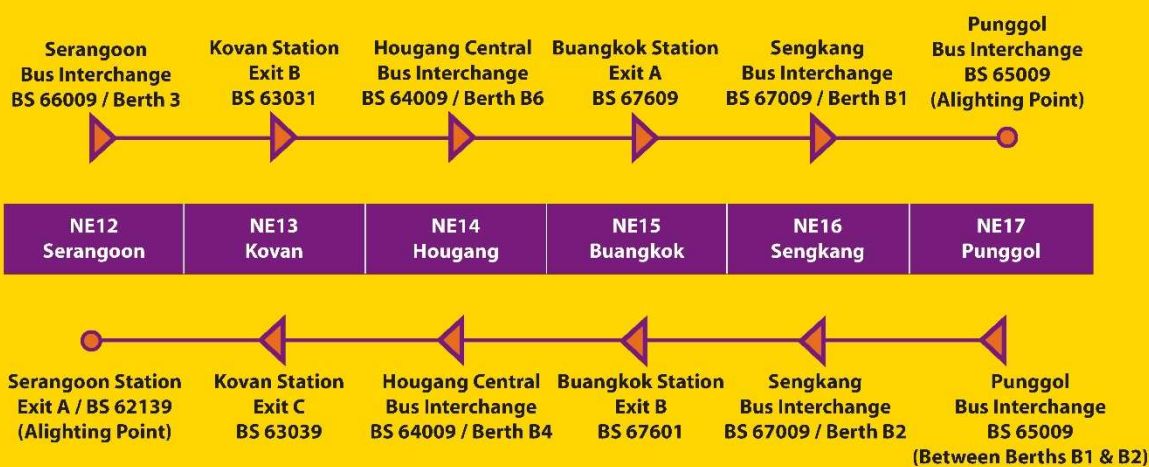 Serangoon
Bus Interchange
BS 66009 / Berth 3
Kovan Station
Exit B
BS 63031
Hougang Central
Bus Interchange
BS 64009 / Berth B6
Buangkok Station
Exit A
BS 67609
Sengkang
Bus Interchange
BS 67009 / Berth B1
Punggol
Bus Interchange
BS 65009
(Alighting Point)
NE12
Serangoon
NE13
Kovan
NE14
Hougang
NE15
Buangkok
NE16
Sengkang
NE17
Punggol
Serangoon Station
Exit A / BS 62139
(Alighting Point)
Kovan Station
Exit C
BS 63039
Hougang Central
Bus Interchange
BS 64009 / Berth B4
Buangkok Station
Exit B
BS 67601
Sengkang
Bus Interchange
BS 67009 / Berth B2
Punggol
Bus Interchange
BS 65009
(Between Berths B1 & B2)